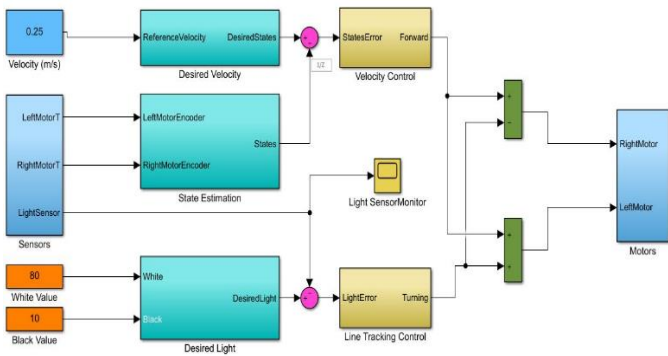 0.25
Velocity (m/s)
ReferenceVelocity
DesiredStates
Desired Velocity
StatesError
Forward
Velocity Control
1/Z
LeftMotorT
RightMotorT
LightSensor
Sensors
LeftMotorEncoder
RightMotorEncoder
States
State Estimation
Light SensorMonitor
RightMotor
LeftMotor
Motors
80
White Value
10
Black Value
White
Black
DesiredLight
Desired Light
LightError
Turning
Line Tracking Control